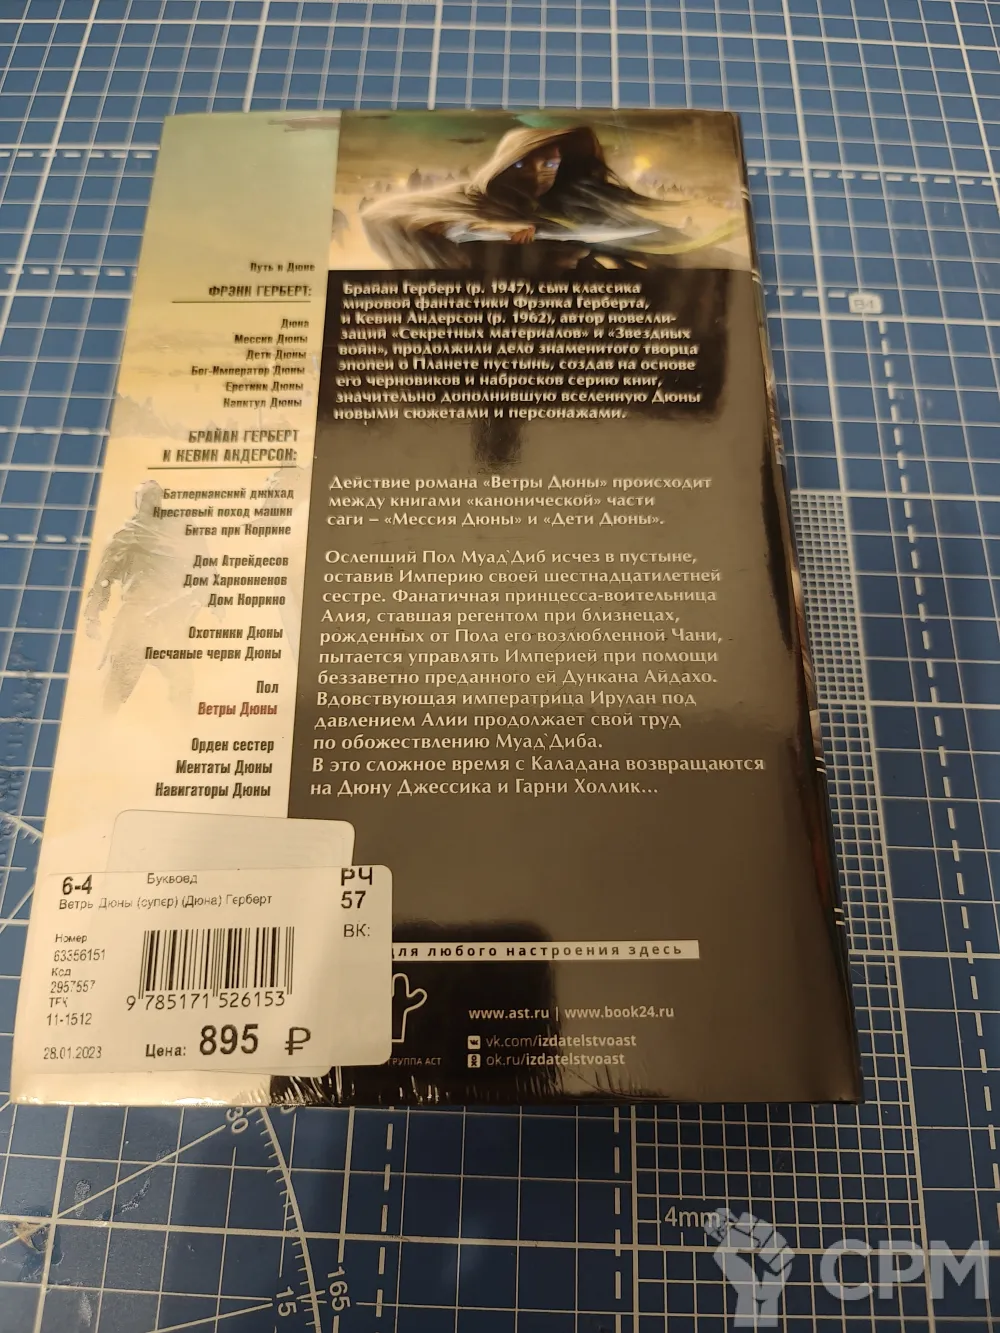 Путь к Дюне
ФРЭНК ГЕРБЕРТ:
Дюна
Мессия Дюны
Дети Дюны
Бог-Император Дюны
Еретики Дюны
Капитул Дюны
БРАЙАН ГЕРБЕРТ
И КЕВИН АНДЕРСОН:
Батлерианский джихад
Крестовый поход машин
Битва при Коррине
Дом Атрейдесов
Дом Харконненов
Дом Коррино
Охотники Дюны
Песчаные черви Дюны
Пол
Ветры Дюны
Орден сестер
Ментаты Дюны
Навигаторы Дюны
Брайан Герберт (р. 1947), сын классика
мировой фантастики Фрэнка Герберта,
и Кевин Андерсон (р. 1962), автор новелли-
заций «Секретных материалов» и «Звездных
войн», продолжили дело знаменитого творца
эпопеи о Планете пустынь, создав на основе
его черновиков и набросков серию книг,
значительно дополнившую вселенную Дюны
новыми сюжетами и персонажами.
Действие романа «Ветры Дюны» происходит
между книгами «канонической» части
саги – «Мессия Дюны» и «Дети Дюны».
Ослепший Пол Муад`Диб исчез в пустыне,
оставив Империю своей шестнадцатилетней
сестре. Фанатичная принцесса-воительница
Алия, ставшая регентом при близнецах,
рожденных от Пола его возлюбленной Чани,
пытается управлять Империей при помощи
беззаветно преданного ей Дункана Айдахо.
Вдовствующая императрица Ирулан под
давлением Алии продолжает свой труд
по обожествлению Муад`Диба.
В это сложное время с Каладана возвращаются
на Дюну Джессика и Гарни Холлик...
6-4 Буквоед РЧ
57
Ветры Дюны (супер) (Дюна) Герберт
ВК:
Номер
63356151
Код
2957557
ТЕК
11-1512
28.01.2023
9 785171 526153
Цена: 895 ₽
для любого настроения здесь
www.ast.ru | www.book24.ru
vk.com/izdatelstvoast
ok.ru/izdatelstvoast
ГРУППА АСТ
B4
30
15
165
4mm
CPM